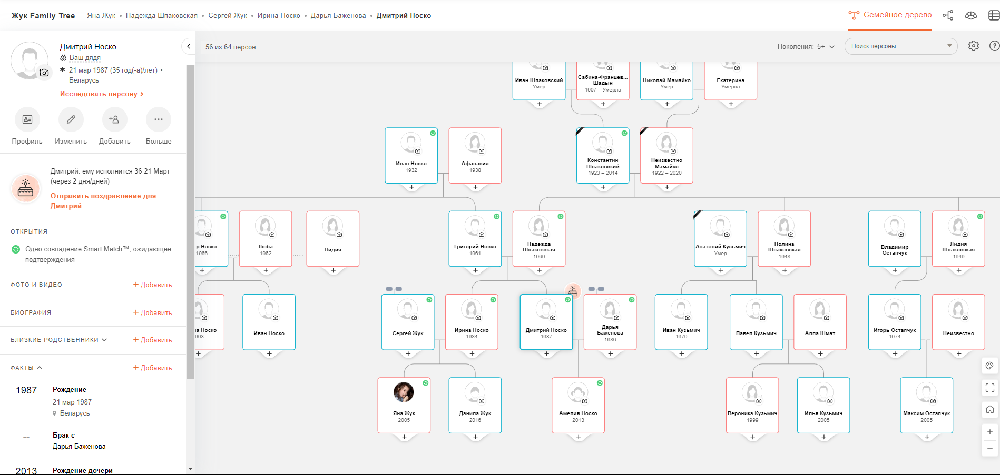 Жук Family Tree
Яна Жук • Надежда Шпаковская • Сергей Жук • Ирина Носко • Дарья Баженова • Дмитрий Носко
Семейное дерево
Дмитрий Носко
Ваш дядя
21 мар 1987 (35 год(-а)/лет) •
Беларусь
Исследовать персону
Профиль
Изменить
Добавить
Больше
Дмитрий: ему исполнится 36 21 Март
(через 2 дня/дней)
Отправить поздравление для
Дмитрий
ОТКРЫТИЯ
Одно совпадение Smart Match™, ожидающее
подтверждения
ФОТО И ВИДЕО
+ Добавить
БИОГРАФИЯ
+ Добавить
БЛИЗКИЕ РОДСТВЕННИКИ
+ Добавить
ФАКТЫ
+ Добавить
1987
Рождение
21 мар 1987
Беларусь
--
Брак с
Дарья Баженова
2013
Рождение дочери
56 из 64 персон
Поколения: 5+
Поиск персоны ...
Иван Шпаковский
Умер
Сабина-Францев...
Шадын
1907 – Умерла
Николай Мамайко
Умер
Екатерина
Умерла
Иван Носко
1932
Афанасия
1938
Константин
Шпаковский
1923 – 2014
Неизвестно
Мамайко
1922 – 2020
тр Носко
1966
Люба
1962
Лидия
Григорий Носко
1961
Надежда
Шпаковская
1960
Анатолий Кузьмич
Умер
Полина
Шпаковская
1948
Владимир
Остапчук
Лидия
Шпаковская
1949
на Носко
993
Иван Носко
Сергей Жук
Ирина Носко
1984
Дмитрий Носко
1987
Дарья
Баженова
1986
Иван Кузьмич
1970
Павел Кузьмич
Алла Шмат
Игорь Остапчук
1974
Неизвестно
Яна Жук
2005
Данила Жук
2016
Амелия Носко
2013
Вероника Кузьмич
1999
Илья Кузьмич
2005
Максим Остапчук
2005